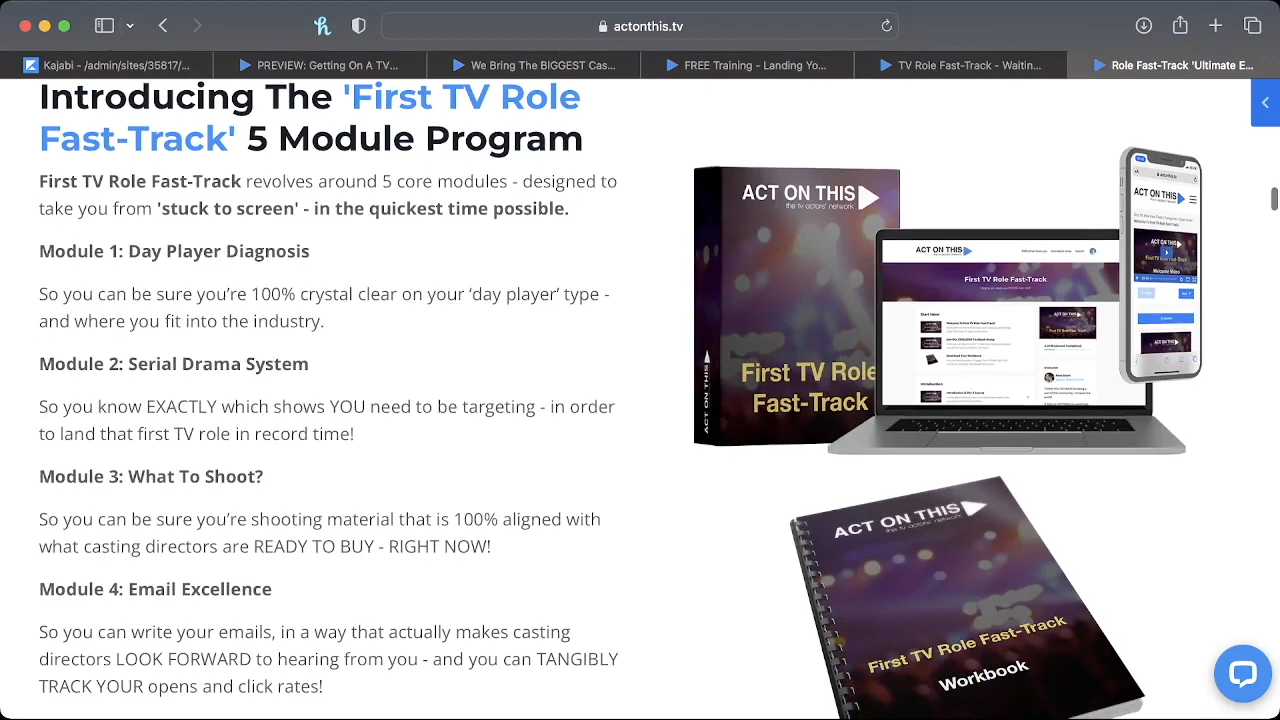 actonthis.tv
Kajabi - /admin/sites/35817/...
PREVIEW: Getting On A TV...
We Bring The BIGGEST Cas...
FREE Training - Landing Yo...
TV Role Fast-Track - Waitin...
Role Fast-Track 'Ultimate E...
Introducing The 'First TV Role
Fast-Track' 5 Module Program
First TV Role Fast-Track revolves around 5 core modules - designed to
take you from 'stuck to screen' - in the quickest time possible.
Module 1: Day Player Diagnosis
So you can be sure you’re 100% crystal clear on your ‘day player’ type -
and where you fit into the industry.
Module 2: Serial Drama System
So you know EXACTLY which shows YOU need to be targeting - in order
to land that first TV role in record time!
Module 3: What To Shoot?
So you can be sure you’re shooting material that is 100% aligned with
what casting directors are READY TO BUY - RIGHT NOW!
Module 4: Email Excellence
So you can write your emails, in a way that actually makes casting
directors LOOK FORWARD to hearing from you - and you can TANGIBLY
TRACK YOUR opens and click rates!
ACT ON THIS
the tv actors' network
First TV Role
Fast-Track
ACT ON THIS
ACT ON THIS
First TV Role Fast-Track
Start Here!
Introduction
ACT ON THIS
Welcome Video
ACT ON THIS
the tv actors' network
First TV Role Fast-Track
Workbook